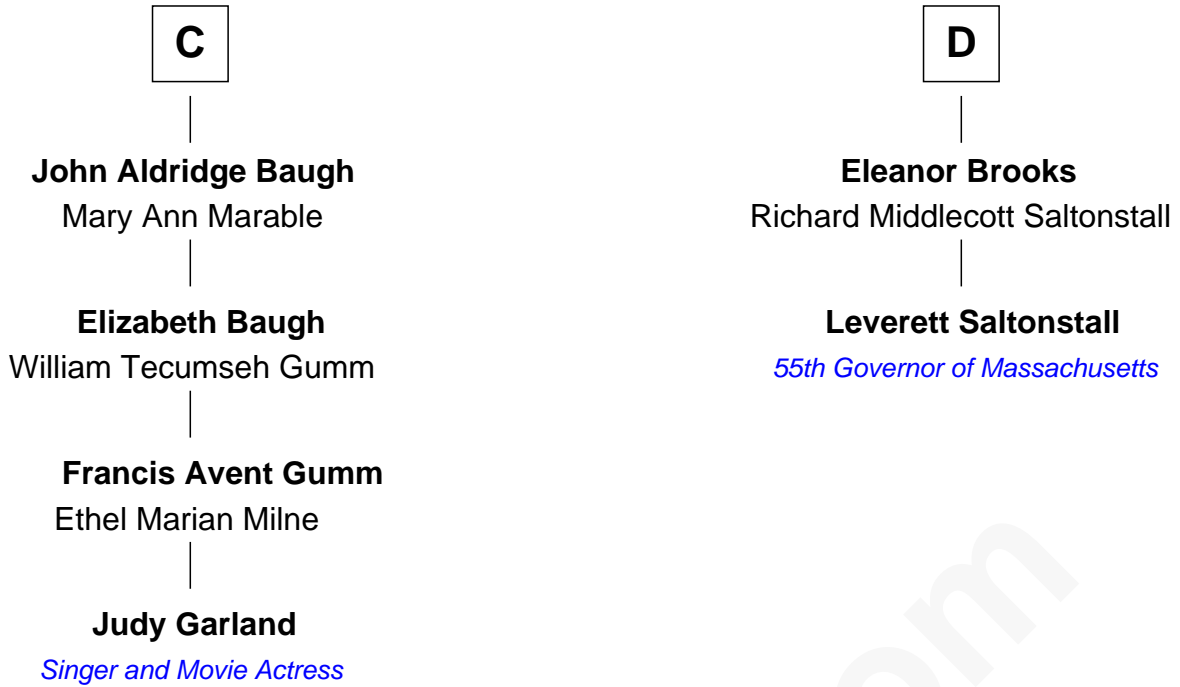 C
John Aldridge Baugh
Mary Ann Marable
Elizabeth Baugh
William Tecumseh Gumm
Francis Avent Gumm
Ethel Marian Milne
Judy Garland
Singer and Movie Actress
D
Eleanor Brooks
Richard Middlecott Saltonstall
Leverett Saltonstall
55th Governor of Massachusetts
om